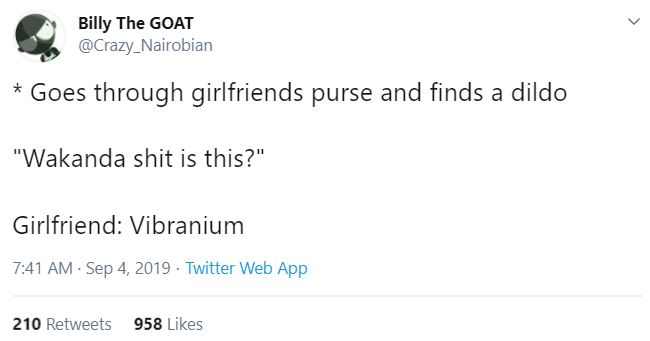 Billy The GOAT
@Crazy_Nairobian
* Goes through girlfriends purse and finds a dildo
"Wakanda shit is this?"
Girlfriend: Vibranium
7:41 AM · Sep 4, 2019 · Twitter Web App
210 Retweets 958 Likes